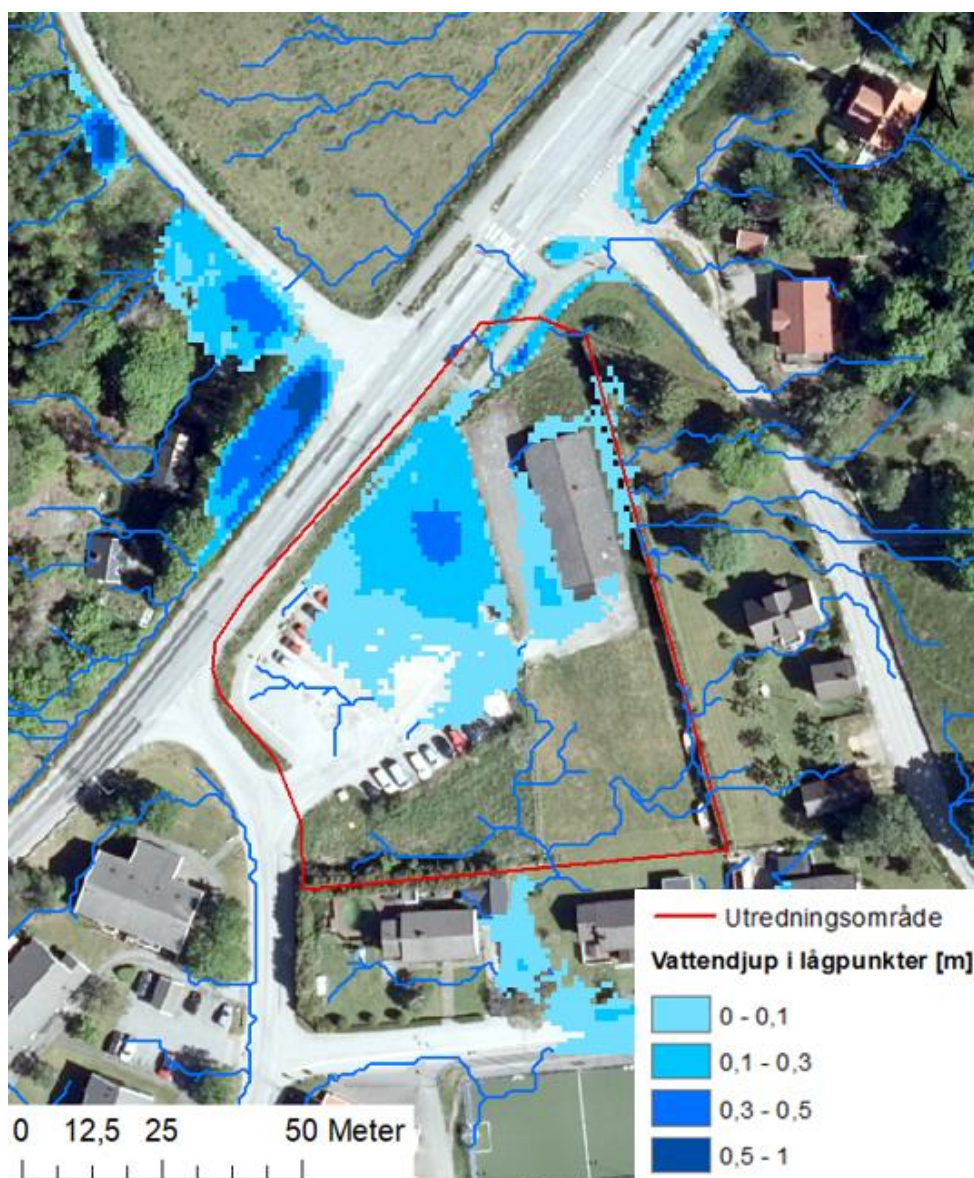 N
Utredningsområde
Vattendjup i lågpunkter [m]
0 - 0,1
0,1 - 0,3
0,3 - 0,5
0,5 - 1
0 12,5 25 50 Meter